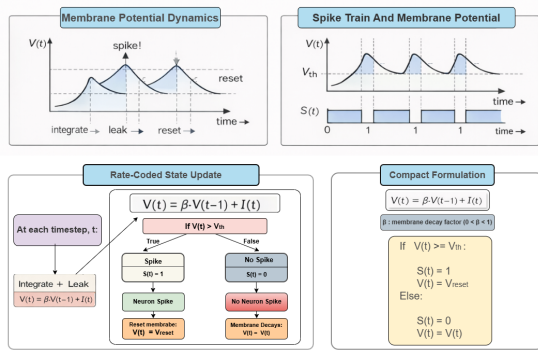 Membrane Potential Dynamics
V(t)
spike!
reset
integrate → leak → reset → time →
Spike Train And Membrane Potential
V(t)
Vth
S(t)
0 1 1 1
time →
Rate-Coded State Update
At each timestep, t:
Integrate + Leak
V(t) = β·V(t−1) + I(t)
V(t) = β·V(t−1) + I(t)
If V(t) > Vth
True False
Spike
S(t) = 1
No Spike
S(t) = 0
Neuron Spike
No Neuron Spike
Reset membrabe:
V(t) = Vreset
Membrane Decays:
V(t) = V(t)
Compact Formulation
V(t) = β·V(t−1) + I(t)
β : membrane decay factor (0 < β < 1)
If V(t) >= Vth :
S(t) = 1
V(t) = Vreset
Else:
S(t) = 0
V(t) = V(t)